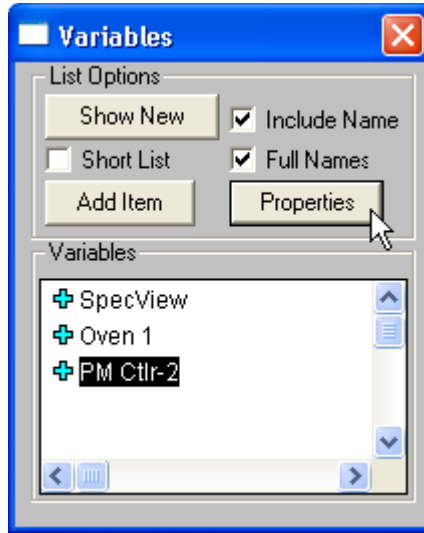 Variables
List Options
Show New
Include Name
Short List
Full Names
Add Item
Properties
Variables
SpecView
Oven 1
PM Ctlr-2